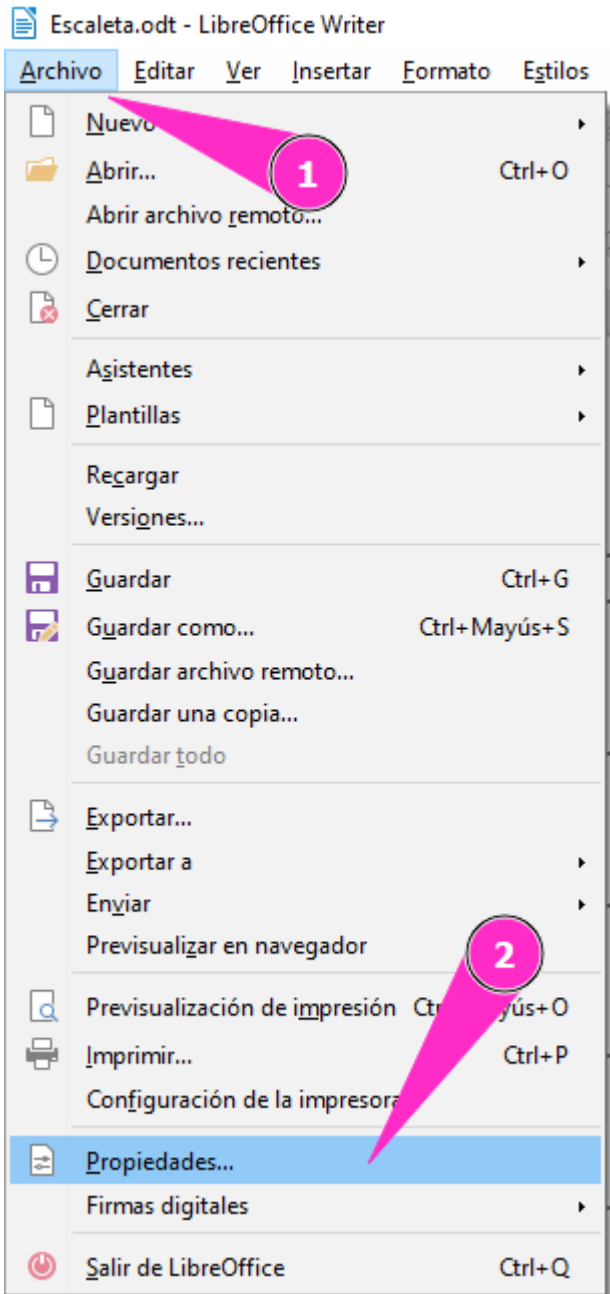 Escaleta.odt - LibreOffice Writer
Archivo Editar Ver Insertar Formato Estilos
Nuevo
1
Abrir... Ctrl+O
Abrir archivo remoto...
Documentos recientes
Cerrar
Asistentes
Plantillas
Recargar
Versiones...
Guardar Ctrl+G
Guardar como... Ctrl+Mayús+S
Guardar archivo remoto...
Guardar una copia...
Guardar todo
Exportar...
Exportar a
Enviar
Previsualizar en navegador
2
Previsualización de impresión
Imprimir... Ctrl+P
Configuración de la impresora
Propiedades...
Firmas digitales
Salir de LibreOffice Ctrl+Q